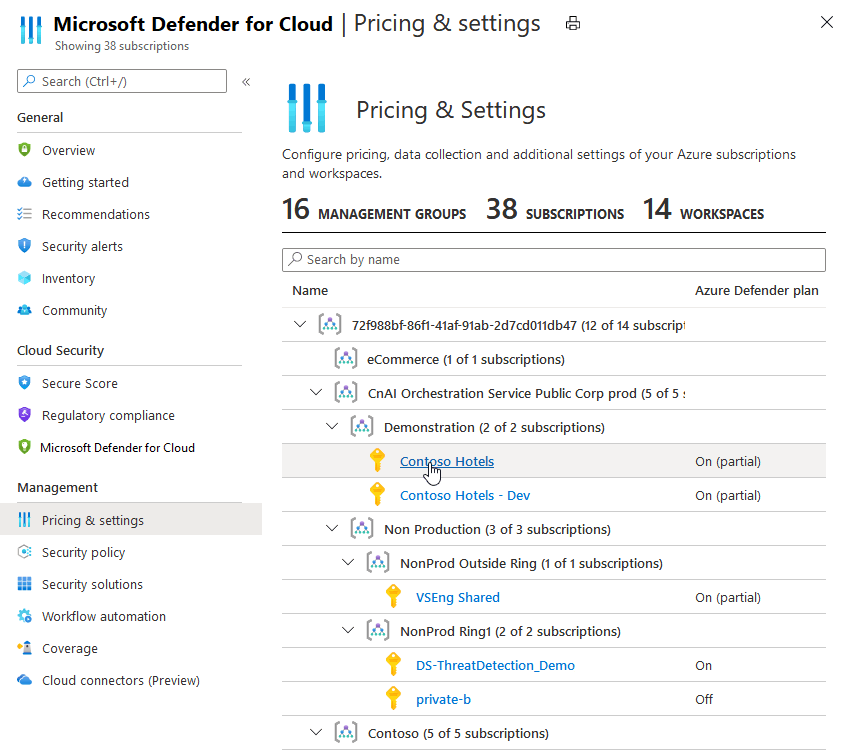 Microsoft Defender for Cloud | Pricing & settings
Showing 38 subscriptions
Search (Ctrl+/)
«
General
Overview
Getting started
Recommendations
Security alerts
Inventory
Community
Cloud Security
Secure Score
Regulatory compliance
Microsoft Defender for Cloud
Management
Pricing & settings
Security policy
Security solutions
Workflow automation
Coverage
Cloud connectors (Preview)
Pricing & Settings
Configure pricing, data collection and additional settings of your Azure subscriptions
and workspaces.
16 MANAGEMENT GROUPS 38 SUBSCRIPTIONS 14 WORKSPACES
Search by name
Name Azure Defender plan
72f988bf-86f1-41af-91ab-2d7cd011db47 (12 of 14 subscript
eCommerce (1 of 1 subscriptions)
CnAI Orchestration Service Public Corp prod (5 of 5 s
Demonstration (2 of 2 subscriptions)
Contoso Hotels On (partial)
Contoso Hotels - Dev On (partial)
Non Production (3 of 3 subscriptions)
NonProd Outside Ring (1 of 1 subscriptions)
VSEng Shared On (partial)
NonProd Ring1 (2 of 2 subscriptions)
DS-ThreatDetection_Demo On
private-b Off
Contoso (5 of 5 subscriptions)